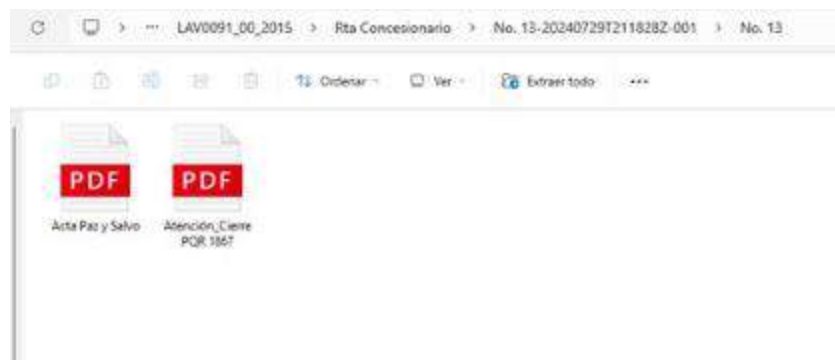 LAV0091_00_2015 > Rta Concesionario > No. 13-20240729T211828Z-001 > No. 13
Ordenar Ver Extraer todo ...
PDF PDF
Acta Paz y Salvo Atención_Cierre
PQR 1867